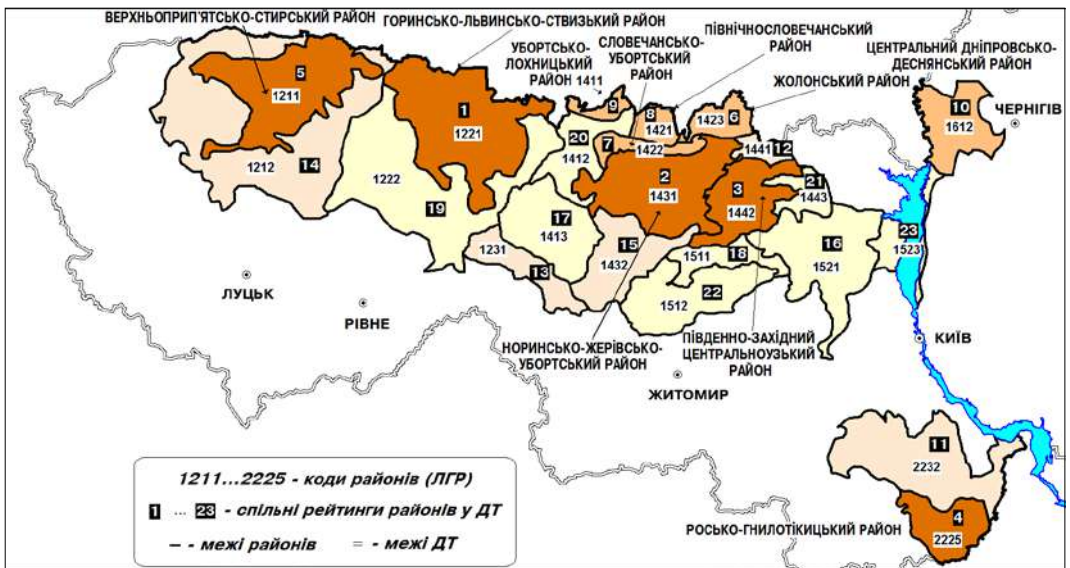 ВЕРХНЬОПРИП'ЯТСЬКО-СТИРСЬКИЙ РАЙОН
ГОРИНСЬКО-ЛЬВИНСЬКО-СТВИЗЬКИЙ РАЙОН
УБОРТСЬКО-
ЛОХНИЦЬКИЙ
РАЙОН 1411
СЛОВЕЧАНСЬКО-
УБОРТСЬКИЙ
РАЙОН
ПІВНІЧНОСЛОВЕЧАНСЬКИЙ
РАЙОН
ЖОЛОНСЬКИЙ РАЙОН
ЦЕНТРАЛЬНИЙ ДНІПРОВСЬКО-
ДЕСНЯНСЬКИЙ РАЙОН
ЧЕРНІГІВ
5
1211
1
1221
9
8
1421
1423
6
10
1612
20
1412
7
1422
1441
12
1212
14
1222
2
1431
3
1442
21
1443
19
17
1413
15
1432
16
1521
23
1523
1231
13
1511
18
1512
22
ЛУЦЬК
РІВНЕ
НОРИНСЬКО-ЖЕРІВСЬКО-
УБОРТСЬКИЙ РАЙОН
ПІВДЕННО-ЗАХІДНИЙ
ЦЕНТРАЛЬНОУЗЬКИЙ
РАЙОН
КИЇВ
ЖИТОМИР
11
2232
РОСЬКО-ГНИЛОТІКИЦЬКИЙ РАЙОН
4
2225
1211...2225 - коди районів (ЛГР)
1 ... 23 - спільні рейтинги районів у ДТ
– - межі районів = - межі ДТ